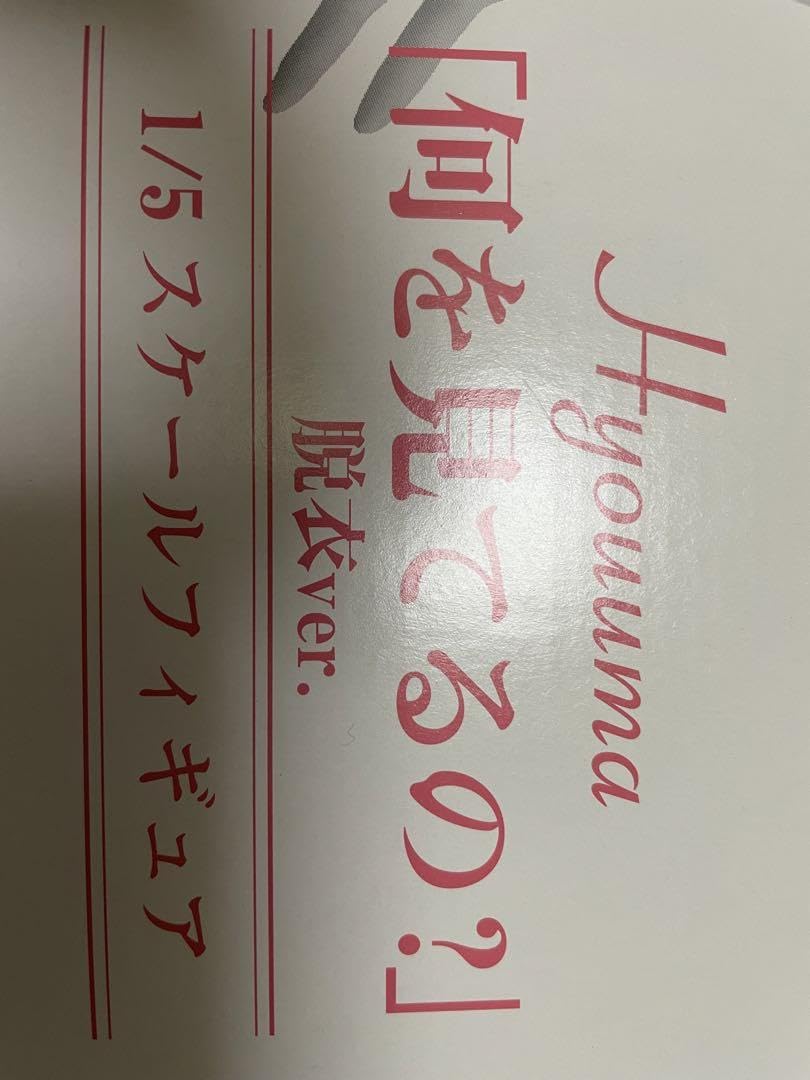 Hyouuma
「何を見てるの?」
脱衣ver.
1/5 スケールフィギュア